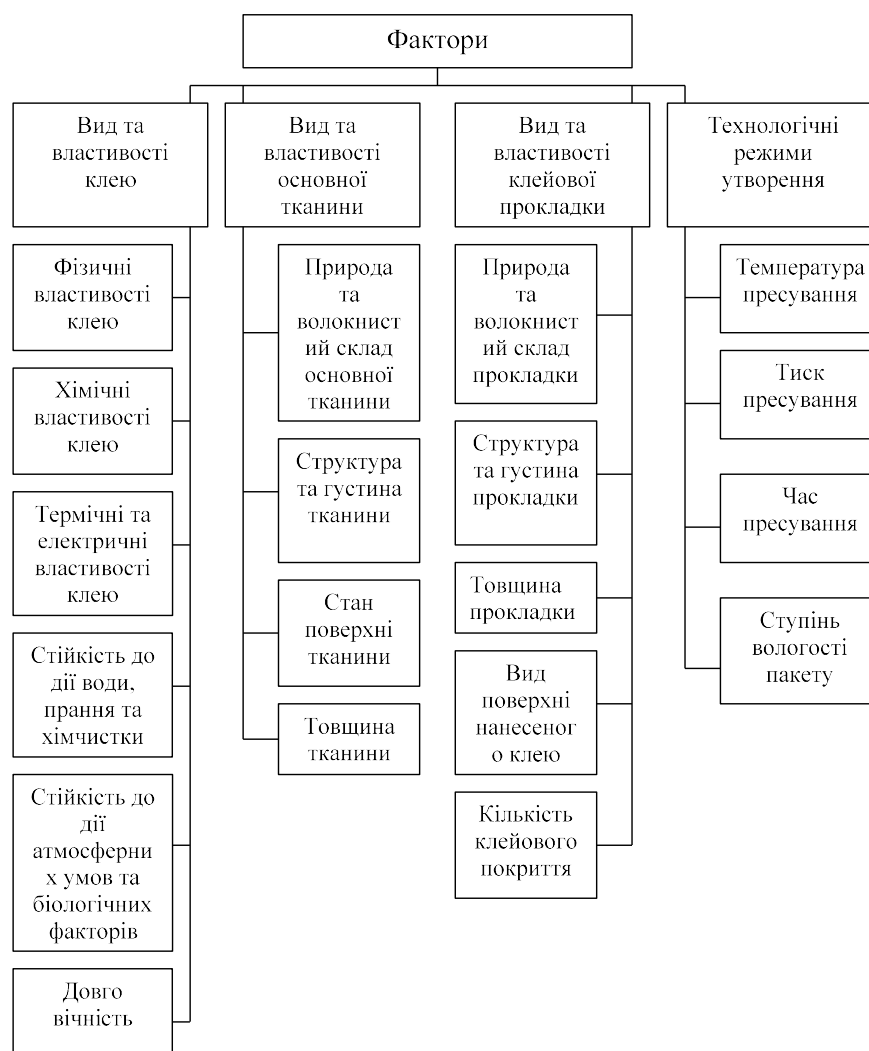 Фактори
Вид та
властивості
клею
Фізичні
властивості
клею
Хімічні
властивості
клею
Термічні та
електричні
властивості
клею
Стійкість до
дії води,
прання та
хімчистки
Стійкість до
дії
атмосферни
х умов та
біологічних
факторів
Довго
вічність
Вид та
властивості
основної
тканини
Природа
та
волокнист
ий склад
основної
тканини
Структура
та густина
тканини
Стан
поверхні
тканини
Товщина
тканини
Вид та
властивості
клейової
прокладки
Природа
та
волокнист
ий склад
прокладки
Структура
та густина
прокладки
Товщина
прокладки
Вид
поверхні
нанесеног
о клею
Кількість
клейового
покриття
Технологічні
режими
утворення
Температура
пресування
Тиск
пресування
Час
пресування
Ступінь
вологості
пакету